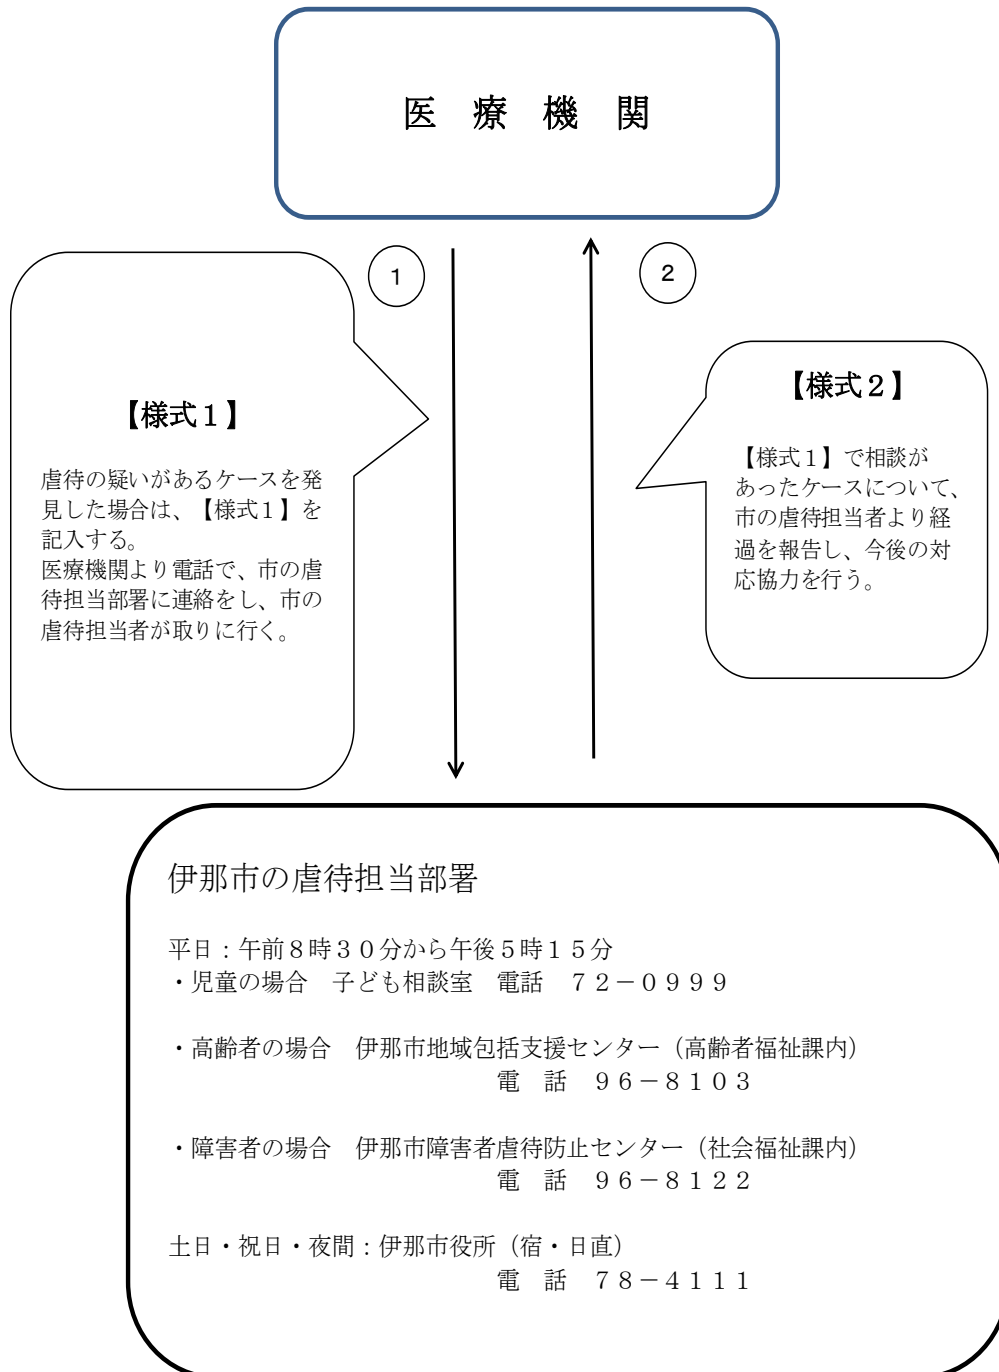 医　療　機　関
1
2
【様式１】
虐待の疑いがあるケースを発
見した場合は、【様式１】を
記入する。
医療機関より電話で、市の虐
待担当部署に連絡をし、市の
虐待担当者が取りに行く。
【様式２】
【様式１】で相談が
あったケースについて、
市の虐待担当者より経
過を報告し、今後の対
応協力を行う。
伊那市の虐待担当部署
平日：午前８時３０分から午後５時１５分
・児童の場合　子ども相談室　電話　７２－０９９９
・高齢者の場合　伊那市地域包括支援センター（高齢者福祉課内）
電　話　９６－８１０３
・障害者の場合　伊那市障害者虐待防止センター（社会福祉課内）
電　話　９６－８１２２
土日・祝日・夜間：伊那市役所（宿・日直）
電　話　７８－４１１１